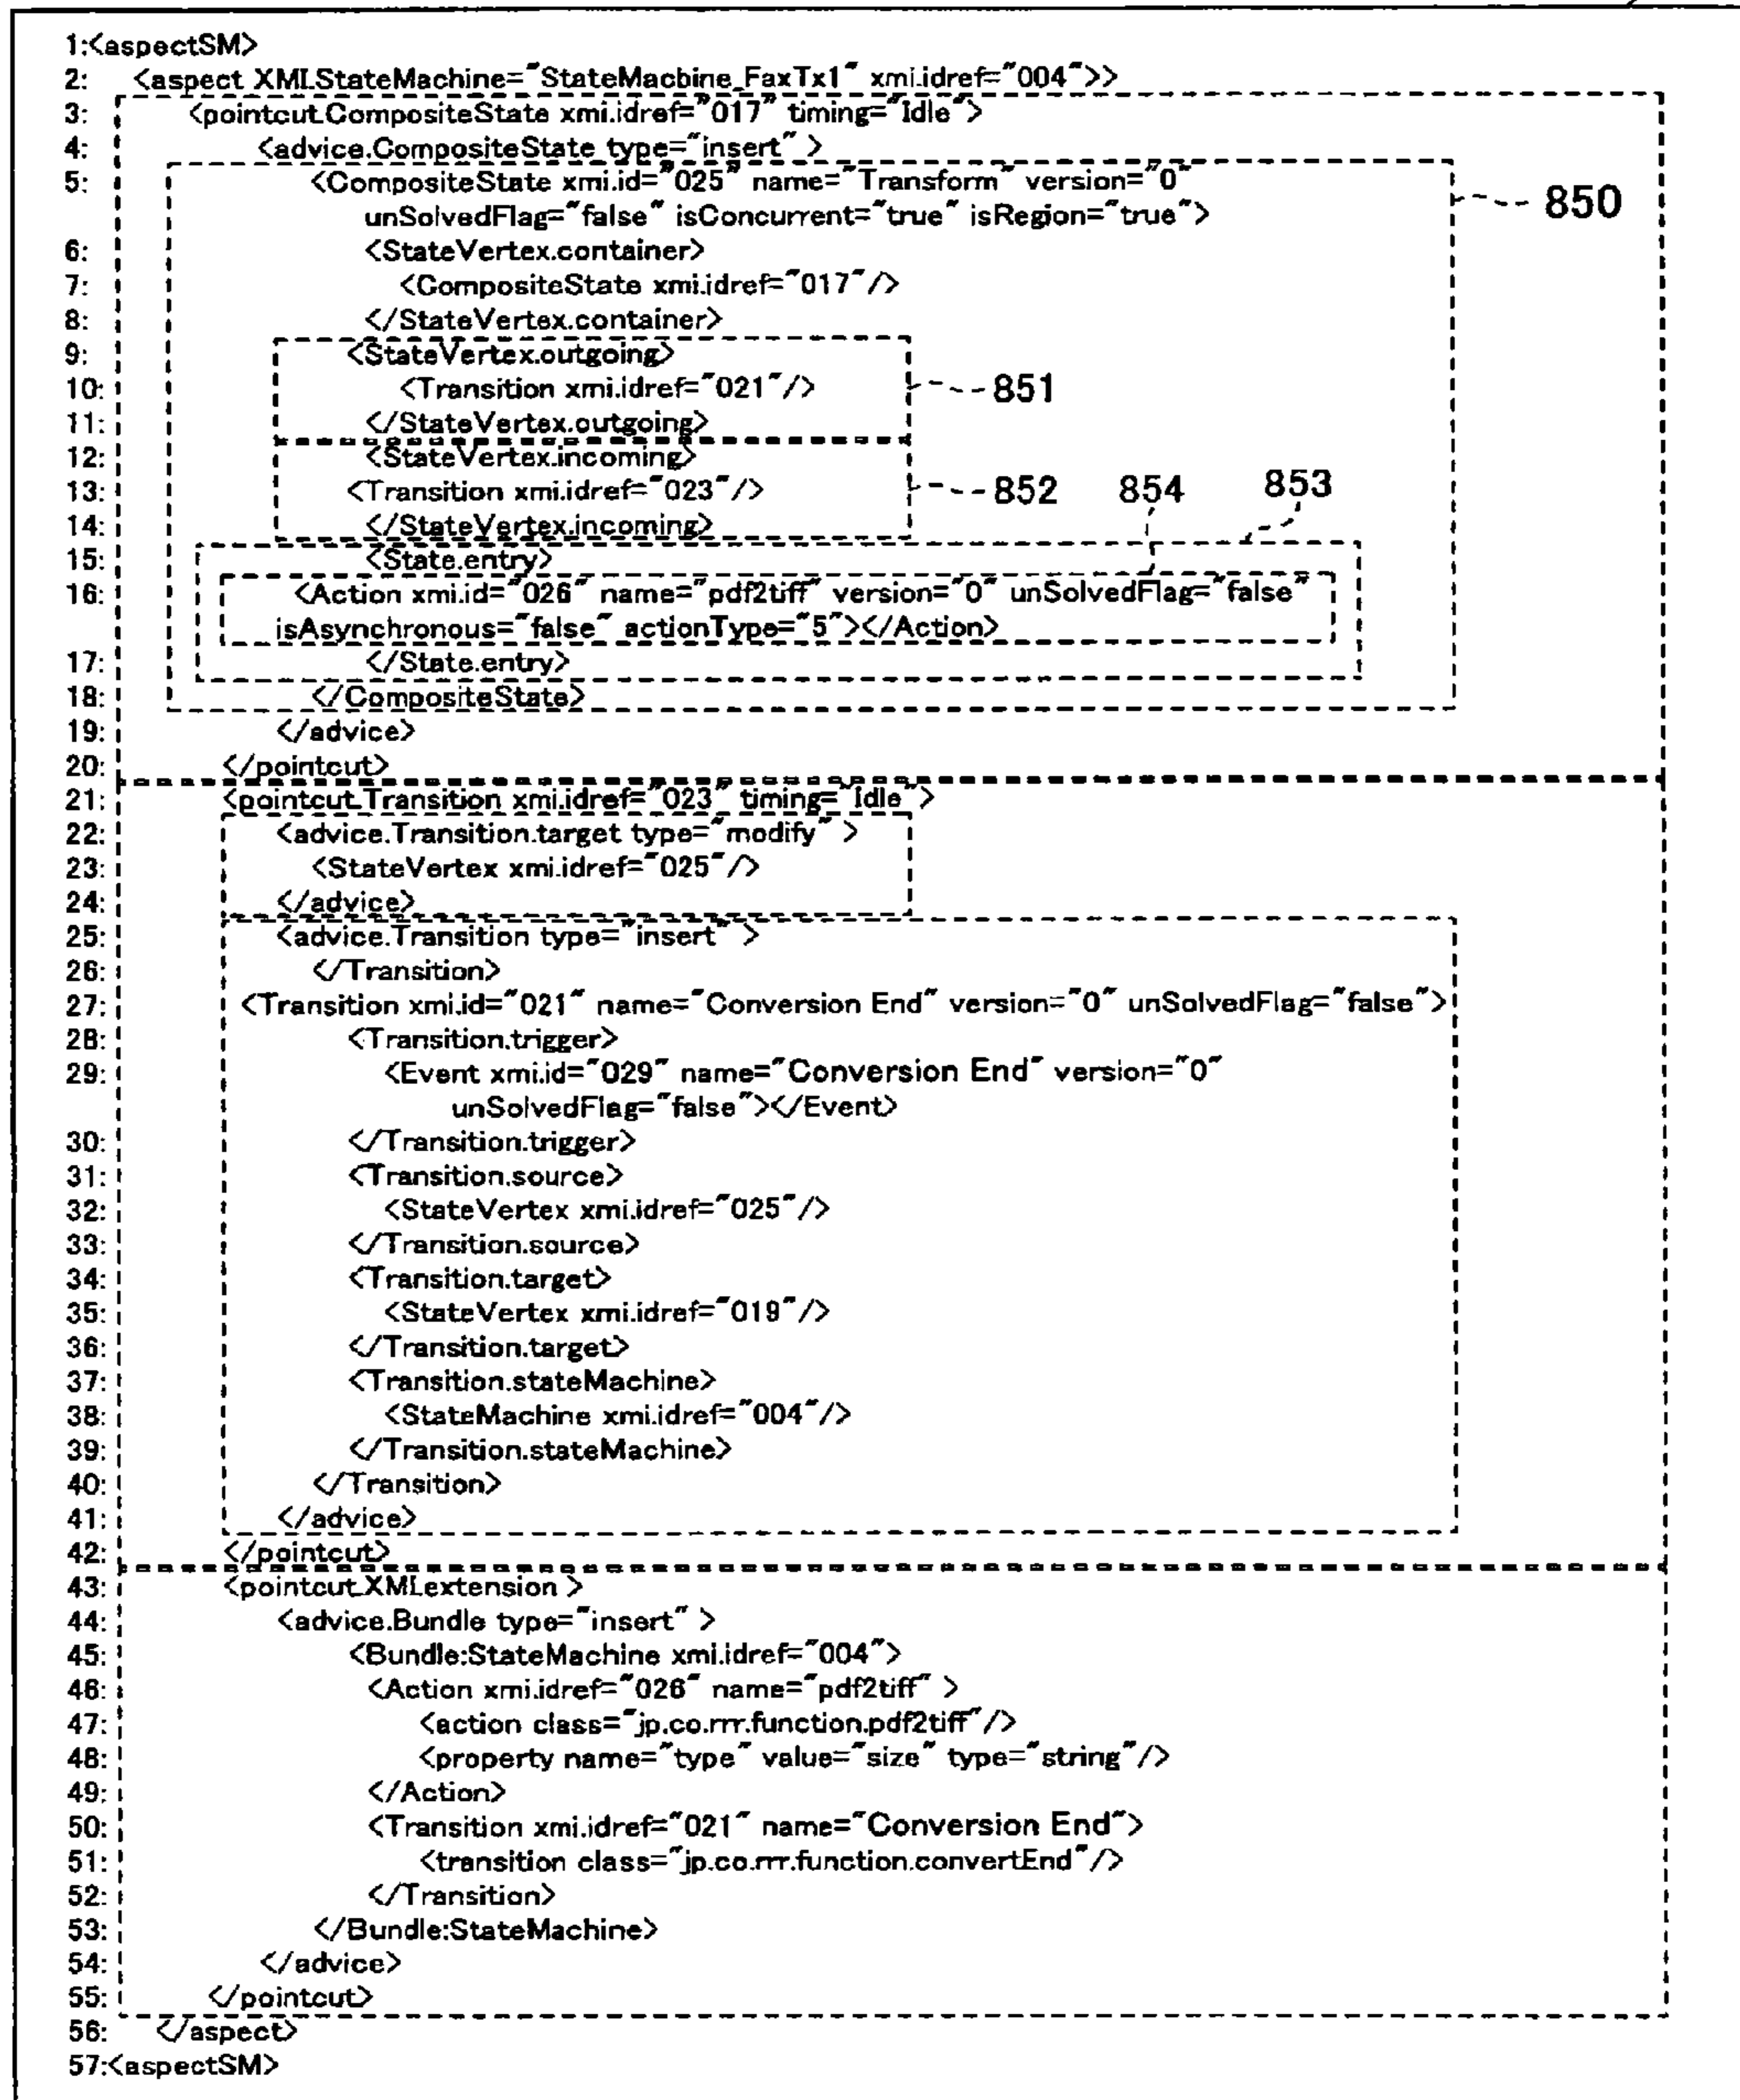 1:<aspectSM>
2: <aspect XMI.StateMachine="StateMacbine_FaxTx1" xmi.idref="004">>
3: <pointcut.CompositeState xmi.idref="017" timing="Idle">
4: <advice.CompositeState type="insert" >
5: <CompositeState xmi.id="025" name="Transform" version="0"
unSolvedFlag="false" isConcurrent="true" isRegion="true">
850
6: <StateVertex.container>
7: <CompositeState xmi.idref="017"/>
8: </StateVertex.container>
9: <StateVertex.outgoing>
10: <Transition xmi.idref="021"/>
851
11: </StateVertex.outgoing>
12: <StateVertex.incoming>
13: <Transition xmi.idref="023"/>
852 854 853
14: </StateVertex.incoming>
15: <State.entry>
16: <Action xmi.id="026" name="pdf2tiff" version="0" unSolvedFlag="false"
isAsynchronous="false" actionType="5"></Action>
17: </State.entry>
18: </CompositeState>
19: </advice>
20: </pointcut>
21: <pointcut.Transition xmi.idref="023" timing="Idle">
22: <advice.Transition.target type="modify" >
23: <StateVertex xmi.idref="025"/>
24: </advice>
25: <advice.Transition type="insert" >
26: </Transition>
27: <Transition xmi.id="021" name="Conversion End" version="0" unSolvedFlag="false">
28: <Transition.trigger>
29: <Event xmi.id="029" name="Conversion End" version="0"
unSolvedFlag="false"></Event>
30: </Transition.trigger>
31: <Transition.source>
32: <StateVertex xmi.idref="025"/>
33: </Transition.source>
34: <Transition.target>
35: <StateVertex xmi.idref="019"/>
36: </Transition.target>
37: <Transition.stateMachine>
38: <StateMachine xmi.idref="004"/>
39: </Transition.stateMachine>
40: </Transition>
41: </advice>
42: </pointcut>
43: <pointcut.XMLextension >
44: <advice.Bundle type="insert" >
45: <Bundle:StateMachine xmi.idref="004">
46: <Action xmi.idref="026" name="pdf2tiff" >
47: <action class="jp.co.rrr.function.pdf2tiff"/>
48: <property name="type" value="size" type="string"/>
49: </Action>
50: <Transition xmi.idref="021" name="Conversion End">
51: <transition class="jp.co.rrr.function.convertEnd"/>
52: </Transition>
53: </Bundle:StateMachine>
54: </advice>
55: </pointcut>
56: </aspect>
57:<aspectSM>